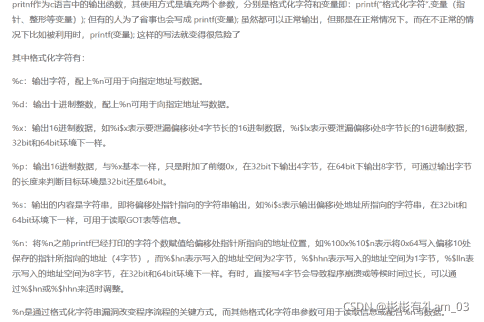 pritnf作为c语言中的输出函数，其使用方式是填充两个参数，分别是格式化字符和变量即：printf("格式化字符",变量（指
针、整形等变量）); 但有的人为了省事也会写成 printf(变量); 虽然都可以正常输出，但那是在正常情况下。而在不正常的情
况下比如被利用时，printf(变量); 这样的写法就变得很危险了
其中格式化字符有：
%c：输出字符，配上%n可用于向指定地址写数据。
%d：输出十进制整数，配上%n可用于向指定地址写数据。
%x：输出16进制数据，如%i$x表示要泄漏偏移i处4字节长的16进制数据，%i$lx表示要泄漏偏移i处8字节长的16进制数据，
32bit和64bit环境下一样。
%p：输出16进制数据，与%x基本一样，只是附加了前缀0x，在32bit下输出4字节，在64bit下输出8字节，可通过输出字节
的长度来判断目标环境是32bit还是64bit。
%s：输出的内容是字符串，即将偏移处指针指向的字符串输出，如%i$s表示输出偏移i处地址所指向的字符串，在32bit和
64bit环境下一样，可用于读取GOT表等信息。
%n：将%n之前printf已经打印的字符个数赋值给偏移处指针所指向的地址位置，如%100x%10$n表示将0x64写入偏移10处
保存的指针所指向的地址（4字节），而%$hn表示写入的地址空间为2字节，%$hhn表示写入的地址空间为1字节，%$lln表
示写入的地址空间为8字节，在32bit和64bit环境下一样。有时，直接写4字节会导致程序崩溃或等候时间过长，可以通
过%$hn或%$hhn来适时调整。
%n是通过格式化字符串漏洞改变程序流程的关键方式，而其他格式化字符串参数可用于读取信息或配合%n写数据。
CSDN @彬彬有礼am_03